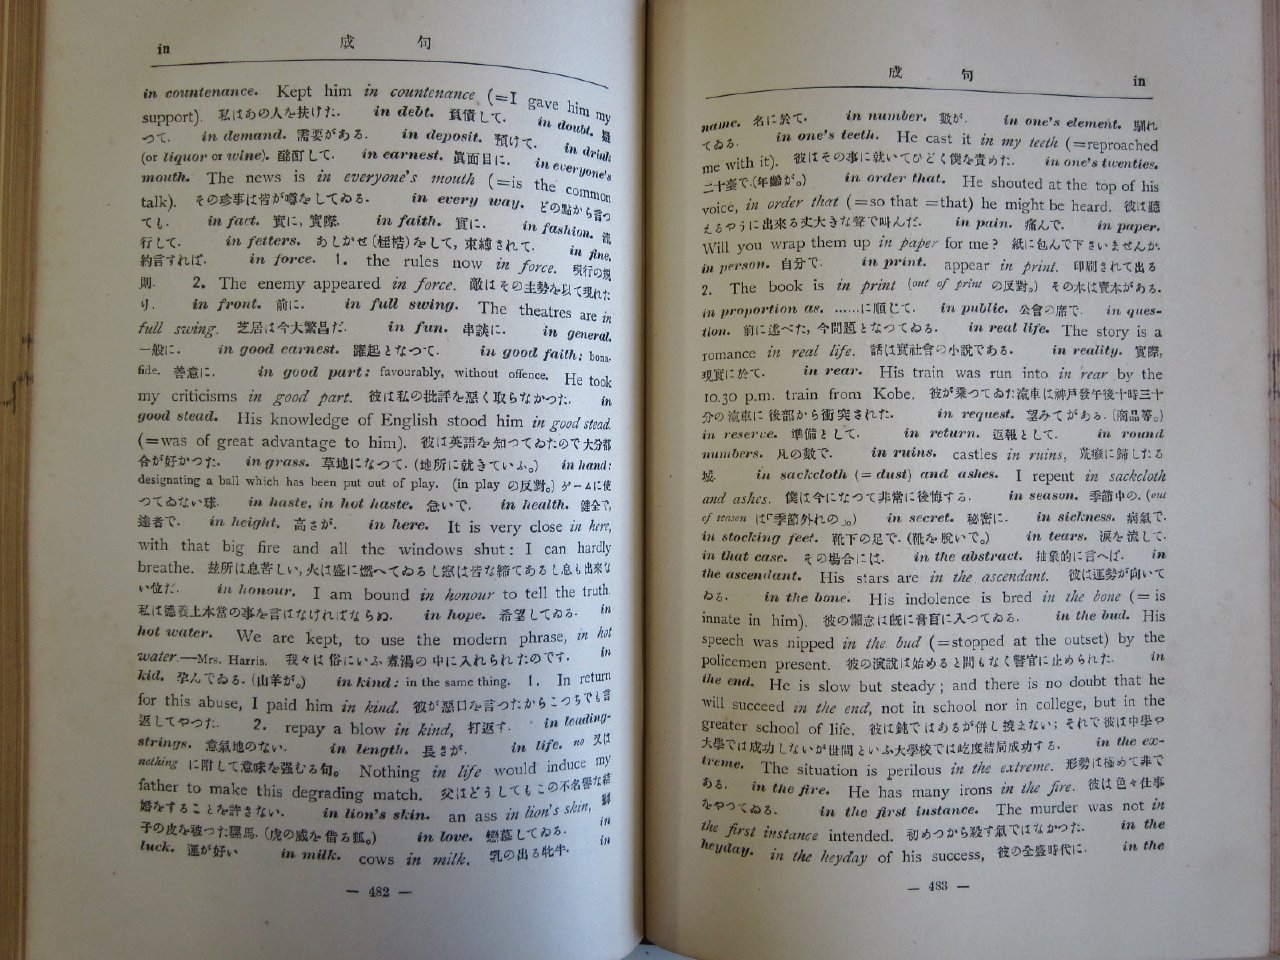 in
成句
in countenance. Kept him in countenance (=I gave him my
support). 私はあの人を扶けた. in debt. 負債して. in doubt. 疑
つて. in demand. 需要がある. in deposit. 預けて. in drink
(or liquor or wine). 酩酊して. in earnest. 眞面目に. in everyone's
mouth. The news is in everyone's mouth (=is the common
talk). その珍事は皆が噂をしてゐる. in every way. どの點から言つ
ても. in fact. 實に, 實際. in faith. 實に. in fashion. 流
行して. in fetters. あしかせ(桎梏)をして, 束縛されて. in fine,
約言すれば. in force. 1. the rules now in force. 現行の規
則. 2. The enemy appeared in force. 敵はその主勢を以て現れた
り. in front. 前に. in full swing. The theatres are in
full swing. 芝居は今大繁昌だ. in fun. 串談に. in general.
一般に. in good earnest. 躍起となつて. in good faith; bona-
fide. 善意に. in good part: favourably, without offence. He took
my criticisms in good part. 彼は私の批評を惡く取らなかつた. in
good stead. His knowledge of English stood him in good stead.
(=was of great advantage to him). 彼は英語を知つてゐたので大分都
合が好かつた. in grass. 草地になつて. (地所に就きていふ。) in hand:
designating a ball which has been put out of play. (in play の反對。) ゲームに使
つてゐない球. in haste, in hot haste. 急いで. in health. 健全で,
達者で. in height. 高さが. in here. It is very close in here,
with that big fire and all the windows shut: I can hardly
breathe. 玆所は息苦しい, 火は盛に燃へてゐるし窓は皆な締てあるし息も出來な
い位だ. in honour. I am bound in honour to tell the truth.
私は德義上本當の事を言はなければならぬ. in hope. 希望してゐる. in
hot water. We are kept, to use the modern phrase, in hot
water.—Mrs. Harris. 我々は俗にいふ煮湯の中に入れられたのです. in
kid. 孕んでゐる. (山羊が。) in kind: in the same thing. 1. In return
for this abuse, I paid him in kind. 彼が惡口を言つたからこつちでも言
返してやつた. 2. repay a blow in kind, 打返す. in leading-
strings. 意氣地のない. in length. 長さが. in life. no 又は
nothing に附して意味を强むる句。 Nothing in life would induce my
father to make this degrading match. 父はどうしてもこの不名譽な結
婚をすることを許さない. in lion's skin. an ass in lion's skin, 獅
子の皮を被つた驢馬. (虎の威を借る狐。) in love. 戀慕してゐる. in
luck. 運が好い in milk. cows in milk, 乳の出る牝牛. in
— 482 —
成句
in
name. 名に於て. in number. 數が. in one's element. 馴れ
てゐる. in one's teeth. He cast it in my teeth (=reproached
me with it). 彼はその事に就いてひどく僕を責めた. in one's twenties.
二十臺で. (年齡が。) in order that. He shouted at the top of his
voice, in order that (=so that =that) he might be heard. 彼は聽
えるやうに出來る丈大きな聲で叫んだ. in pain. 痛んで. in paper.
Will you wrap them up in paper for me? 紙に包んで下さいませんか.
in person. 自分で. in print. appear in print. 印刷されて出る
2. The book is in print (out of print の反對。) その本は賣本がある.
in proportion as. ……に順じて. in public. 公會の席で. in ques-
tion. 前に述べた, 今問題となつてゐる. in real life. The story is a
romance in real life. 話は實社會の小說である. in reality. 實際,
現實に於て. in rear. His train was run into in rear by the
10.30 p.m. train from Kobe. 彼が乘つてゐた滊車は神戸發午後十時三十
分の滊車に後部から衝突された. in request. 望みてがある. (商品等。)
in reserve. 準備として. in return. 返報として. in round
numbers. 凡の數で. in ruins. castles in ruins, 荒癈に歸したる
城. in sackcloth (= dust) and ashes. I repent in sackcloth
and ashes. 僕は今になつて非常に後悔する. in season. 季節中の. (out
of season は「季節外れの」。) in secret. 秘密に. in sickness. 病氣で.
in stocking feet. 靴下の足で. (靴を脫いで。) in tears. 淚を流して.
in that case. その場合には. in the abstract. 抽象的に言へば. in
the ascendant. His stars are in the ascendant. 彼は運勢が向いて
ゐる. in the bone. His indolence is bred in the bone (= is
innate in him). 彼の懶惰は既に膏肓に入つてゐる. in the bud. His
speech was nipped in the bud (=stopped at the outset) by the
policemen present. 彼の演說は始めると間もなく警官に止められた. in
the end. He is slow but steady; and there is no doubt that he
will succeed in the end, not in school nor in college, but in the
greater school of life. 彼は鈍ではあるが併し撓まない; それで彼は中學や
大學では成功しないが世間といふ大學校では屹度結局成功する. in the ex-
treme. The situation is perilous in the extreme. 形勢は極めて非で
ある. in the fire. He has many irons in the fire. 彼は色々仕事
をやつてゐる. in the first instance. The murder was not in
the first instance intended. 初めつから殺す氣ではなかつた. in the
heyday. in the heyday of his success, 彼の全盛時代に. in the
— 483 —